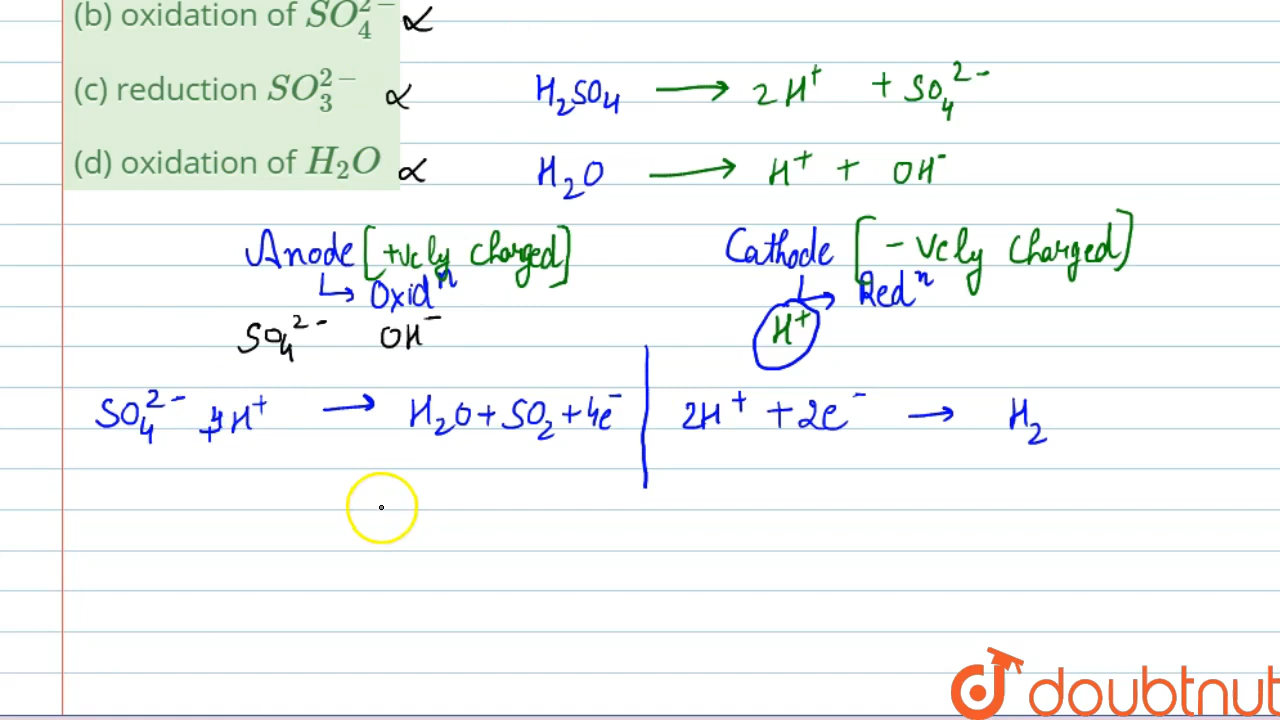 (b) oxidation of SO₄²⁻ ∝
(c) reduction SO₃²⁻ ∝ H₂SO₄ ⟶ 2H⁺ + SO₄²⁻
(d) oxidation of H₂O ∝ H₂O ⟶ H⁺ + OH⁻
Anode [+vely charged] Cathode [-vely charged]
↳ Oxidⁿ ↳ Redⁿ
SO₄²⁻ OH⁻ H⁺
SO₄²⁻ +4H⁺ → H₂O + SO₂ + 4e⁻ | 2H⁺ + 2e⁻ → H₂
doubtnut